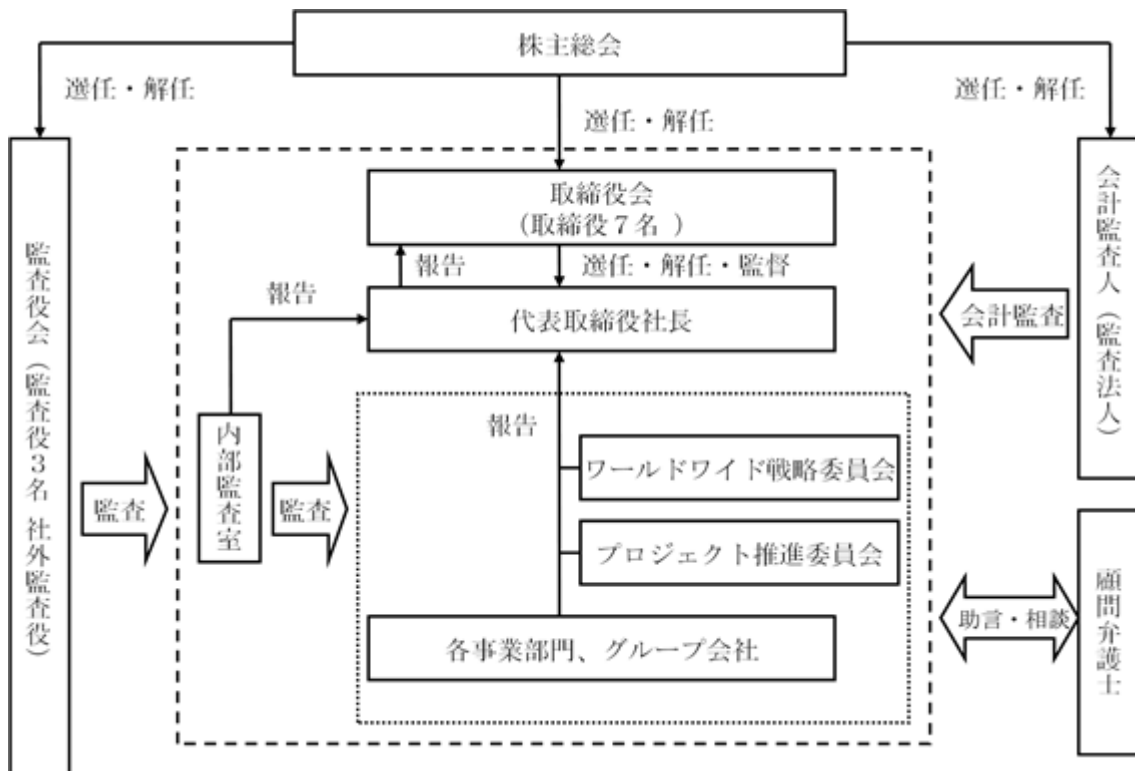 株主総会
選任・解任
選任・解任
選任・解任
取締役会
（取締役７名 ）
報告
選任・解任・監督
報告
代表取締役社長
会計監査
会計監査人（監査法人）
監査役会（監査役３名 社外監査役）
監査
内部監査室
監査
報告
ワールドワイド戦略委員会
プロジェクト推進委員会
各事業部門、グループ会社
助言・相談
顧問弁護士